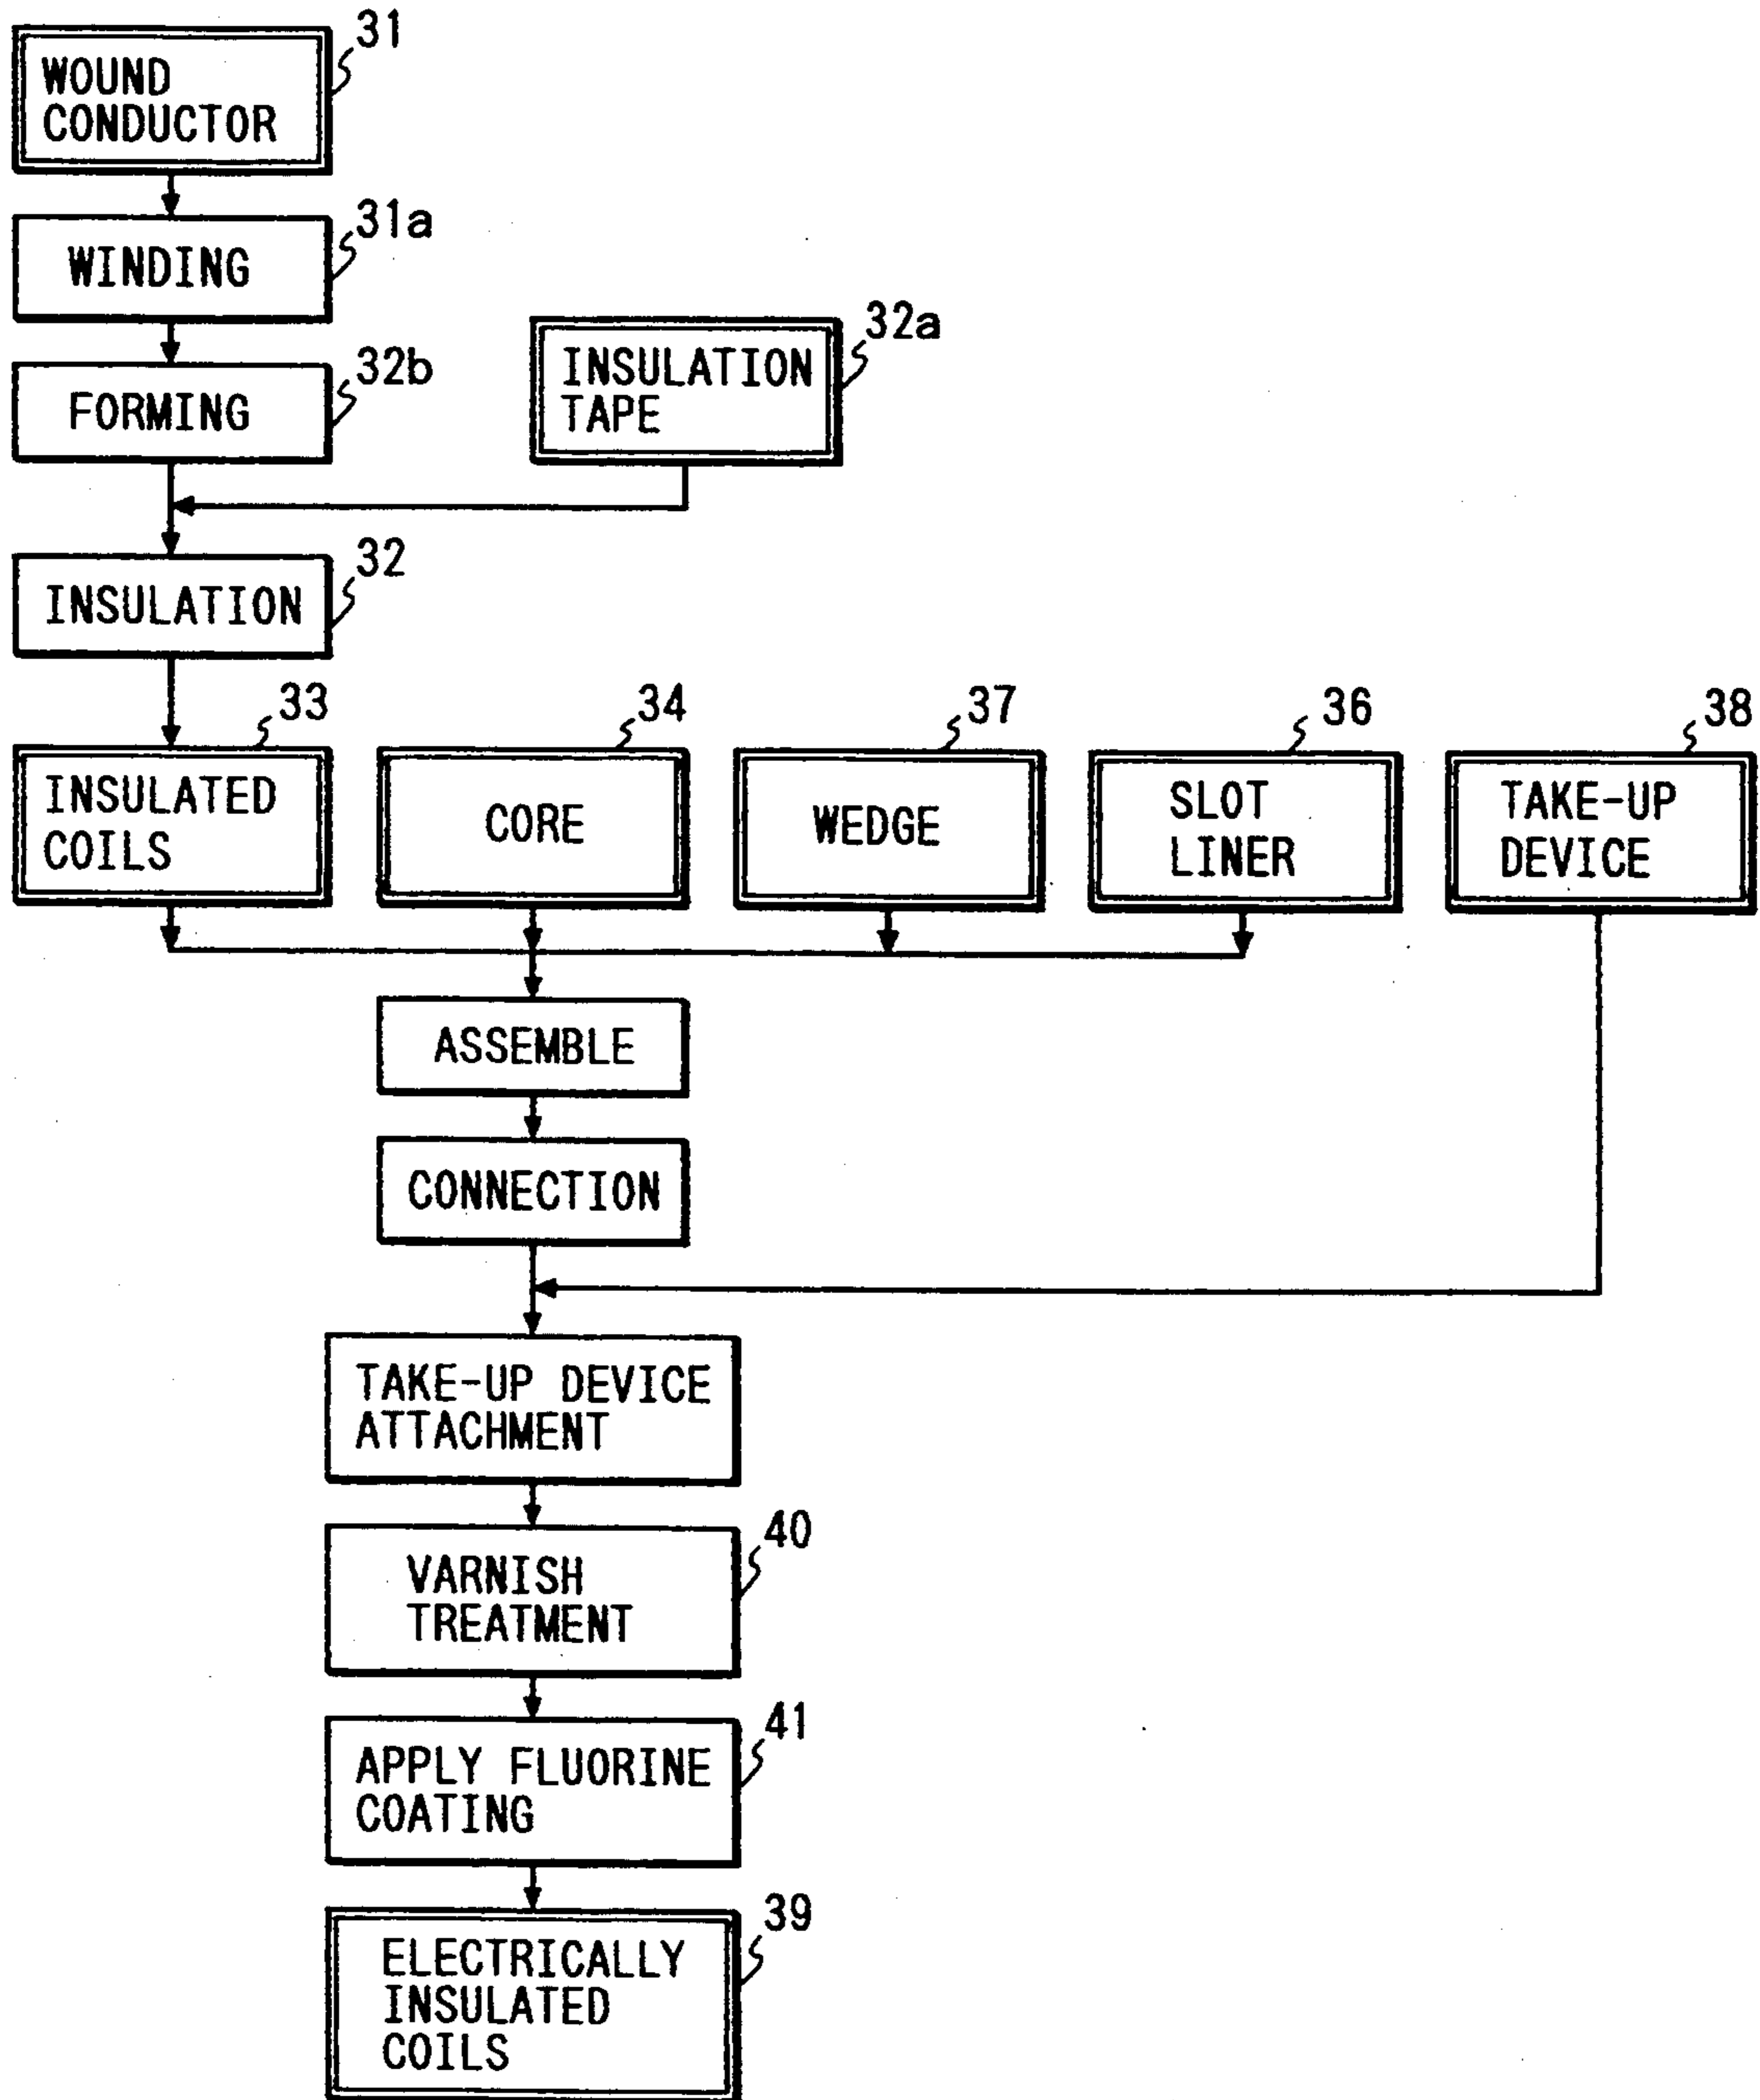 31
WOUND
CONDUCTOR
31a
WINDING
32b
FORMING
32a
INSULATION
TAPE
32
INSULATION
33
INSULATED
COILS
34
CORE
37
WEDGE
36
SLOT
LINER
38
TAKE-UP
DEVICE
ASSEMBLE
CONNECTION
TAKE-UP DEVICE
ATTACHMENT
40
VARNISH
TREATMENT
41
APPLY FLUORINE
COATING
39
ELECTRICALLY
INSULATED
COILS